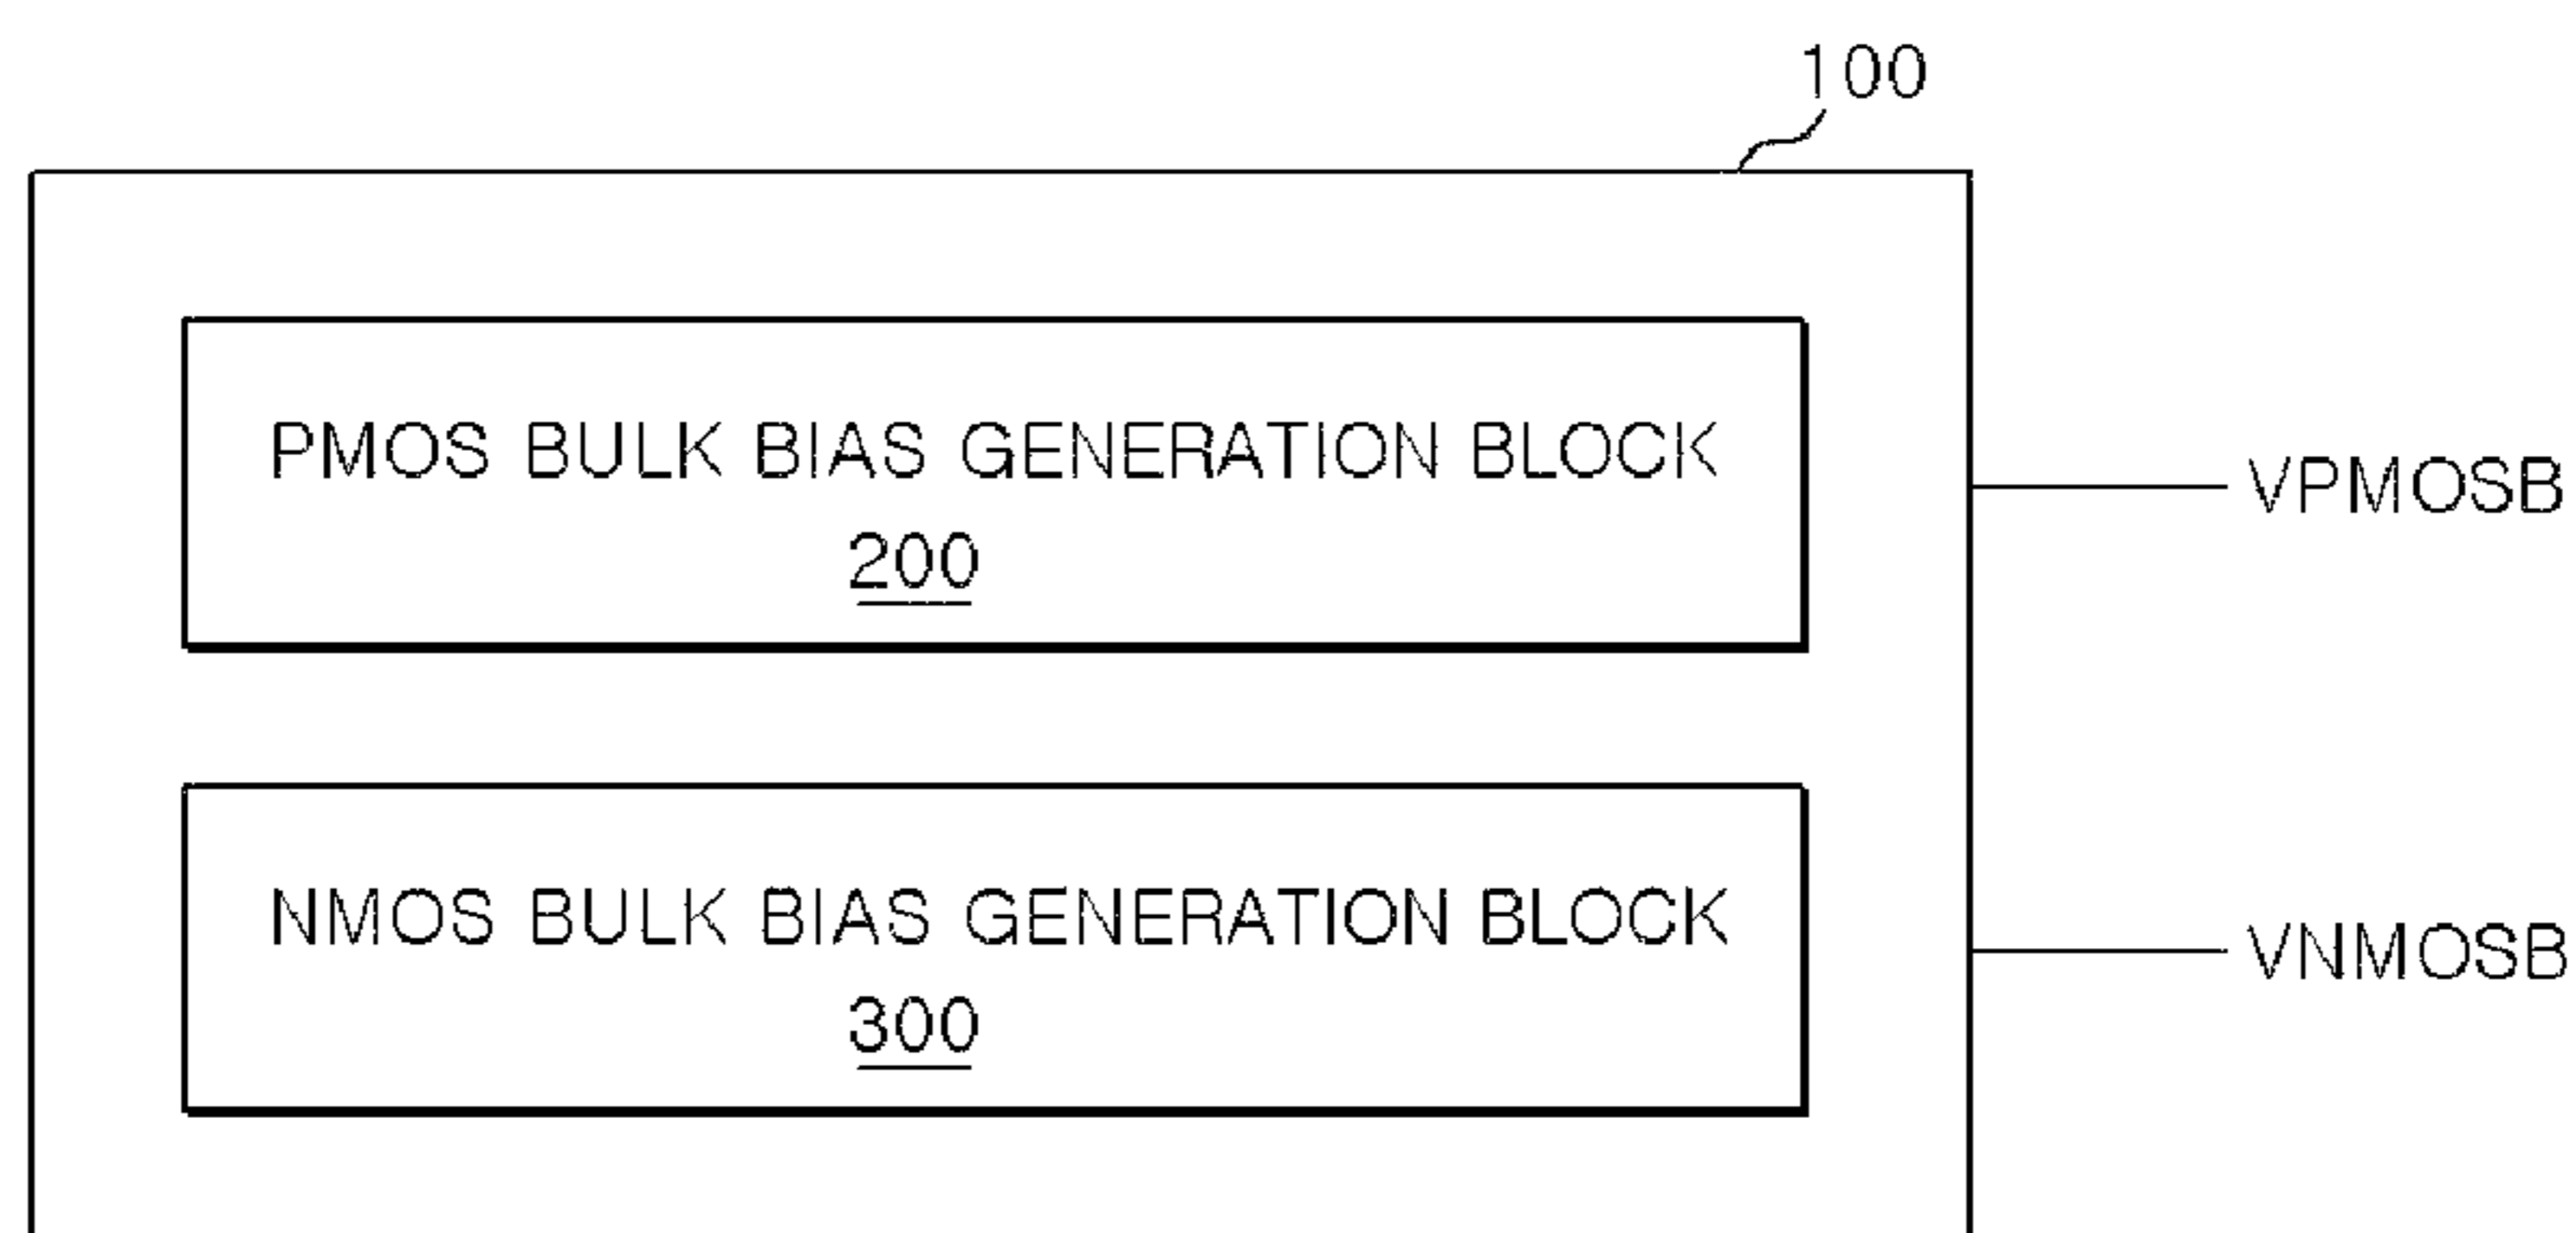 100
PMOS BULK BIAS GENERATION BLOCK
200
VPMOSB
NMOS BULK BIAS GENERATION BLOCK
300
VNMOSB